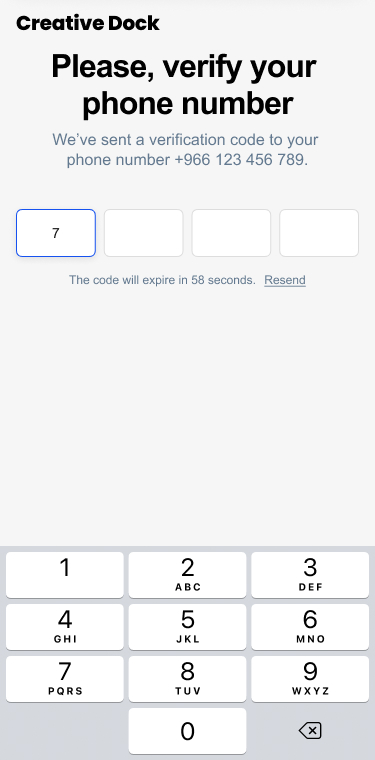 Creative Dock
Please, verify your
phone number
We’ve sent a verification code to your
phone number +966 123 456 789.
7
The code will expire in 58 seconds. Resend
1 2 3
ABC DEF
4 5 6
GHI JKL MNO
7 8 9
PQRS TUV WXYZ
0